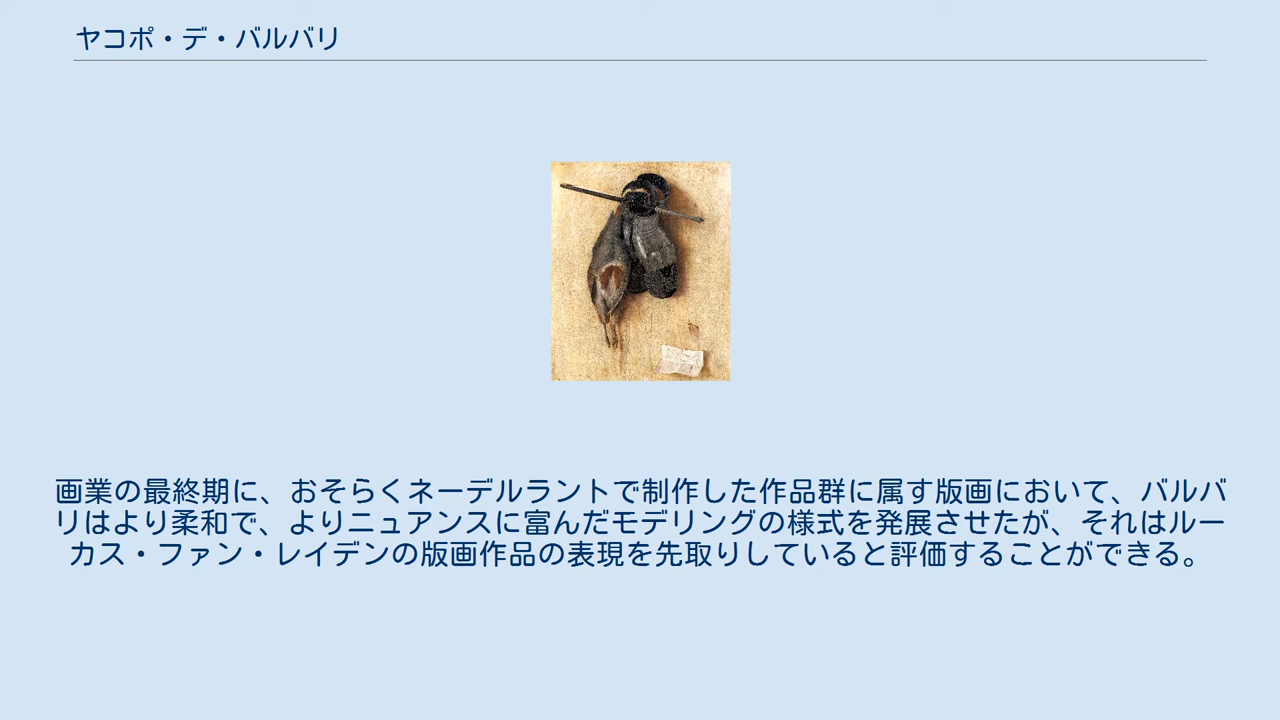 ヤコポ・デ・バルバリ
画業の最終期に、おそらくネーデルラントで制作した作品群に属す版画において、バルバ
リはより柔和で、よりニュアンスに富んだモデリングの様式を発展させたが、それはルー
カス・ファン・レイデンの版画作品の表現を先取りしていると評価することができる。